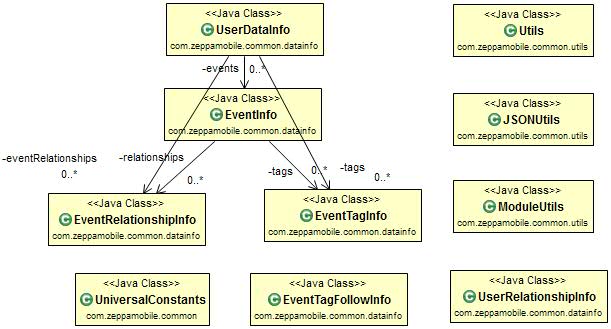 <<Java Class>>
UserDataInfo
com.zeppamobile.common.datainfo
<<Java Class>>
Utils
com.zeppamobile.common.utils
-events 0..*
<<Java Class>>
EventInfo
com.zeppamobile.common.datainfo
<<Java Class>>
JSONUtils
com.zeppamobile.common.utils
-eventRelationships
0..*
-relationships
0..*
-tags
0..*
-tags
0..*
<<Java Class>>
EventRelationshipInfo
com.zeppamobile.common.datainfo
<<Java Class>>
EventTagInfo
com.zeppamobile.common.datainfo
<<Java Class>>
ModuleUtils
com.zeppamobile.common.utils
<<Java Class>>
UniversalConstants
com.zeppamobile.common
<<Java Class>>
EventTagFollowInfo
com.zeppamobile.common.datainfo
<<Java Class>>
UserRelationshipInfo
com.zeppamobile.common.datainfo